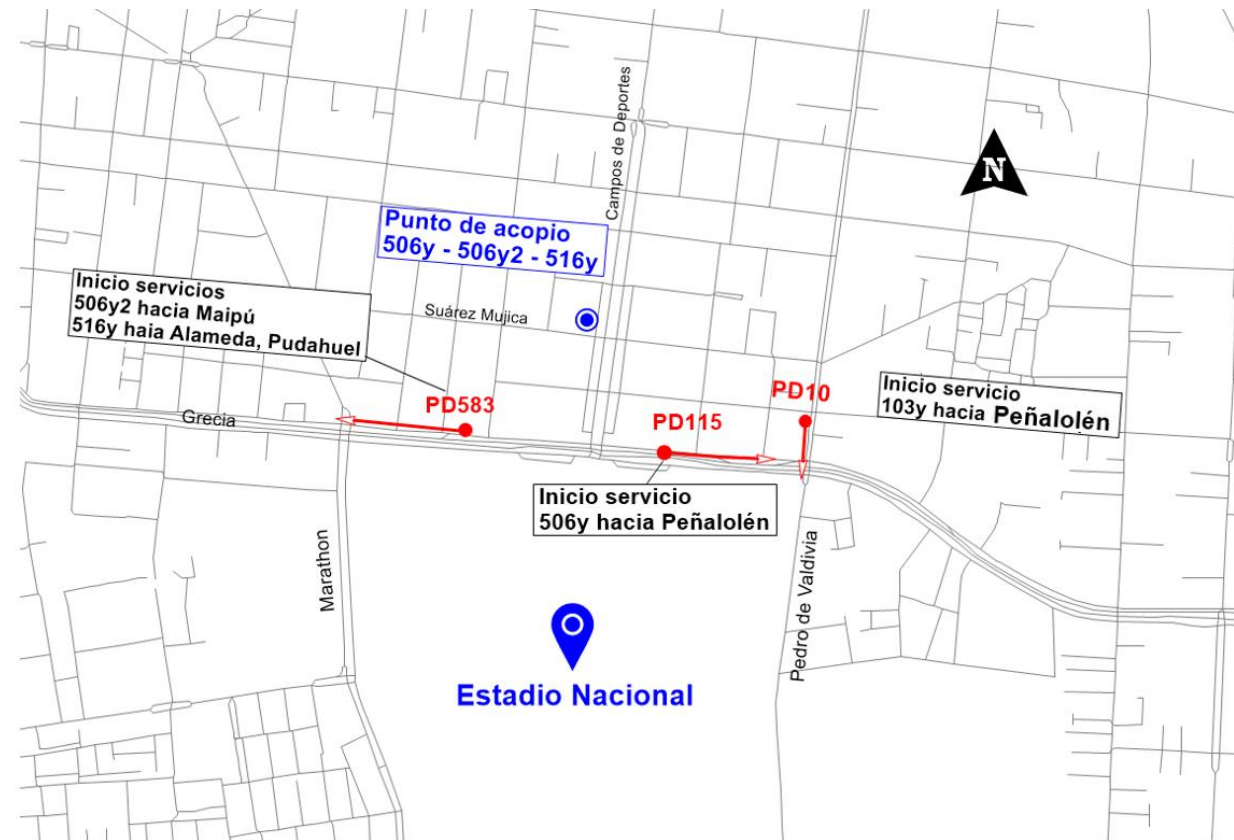 Campos de Deportes
N
Punto de acopio
506y - 506y2 - 516y
Inicio servicios
506y2 hacia Maipú
516y haia Alameda, Pudahuel
Suárez Mujica
PD583
PD115
PD10
Inicio servicio
103y hacia Peñalolén
Grecia
Inicio servicio
506y hacia Peñalolén
Marathon
Pedro de Valdivia
Estadio Nacional